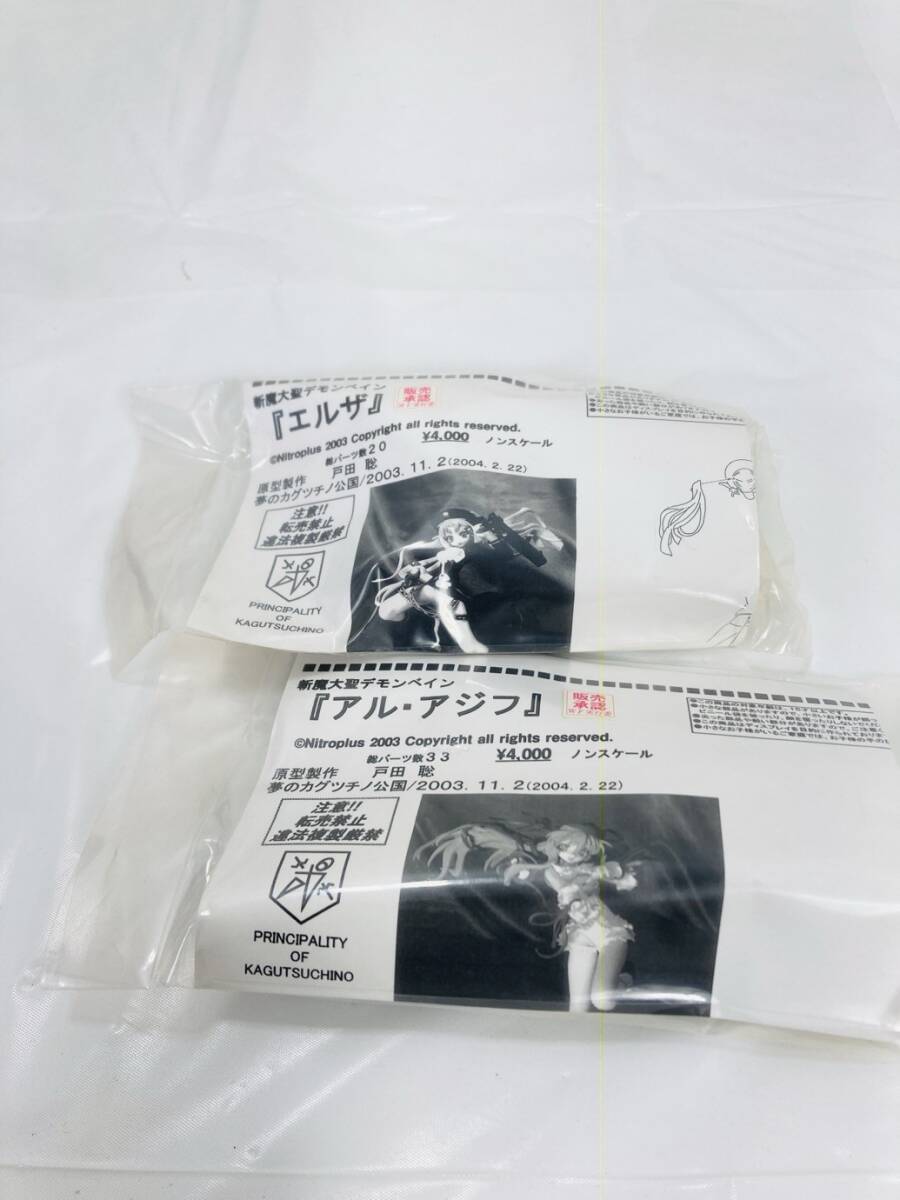 斬魔大聖デモンベイン
『エルザ』
販売
承認
©Nitroplus 2003 Copyright all rights reserved.
総パーツ数20 ¥4,000 ノンスケール
原型製作 戸田 聡
夢のカグツチノ公国/2003.11.2(2004.2.22)
注意!!
転売禁止
違法複製厳禁
PRINCIPALITY
OF
KAGUTSUCHINO
斬魔大聖デモンベイン
『アル・アジフ』
販売
承認
©Nitroplus 2003 Copyright all rights reserved.
総パーツ数33 ¥4,000 ノンスケール
原型製作 戸田 聡
夢のカグツチノ公国/2003.11.2(2004.2.22)
注意!!
転売禁止
違法複製厳禁
PRINCIPALITY
OF
KAGUTSUCHINO